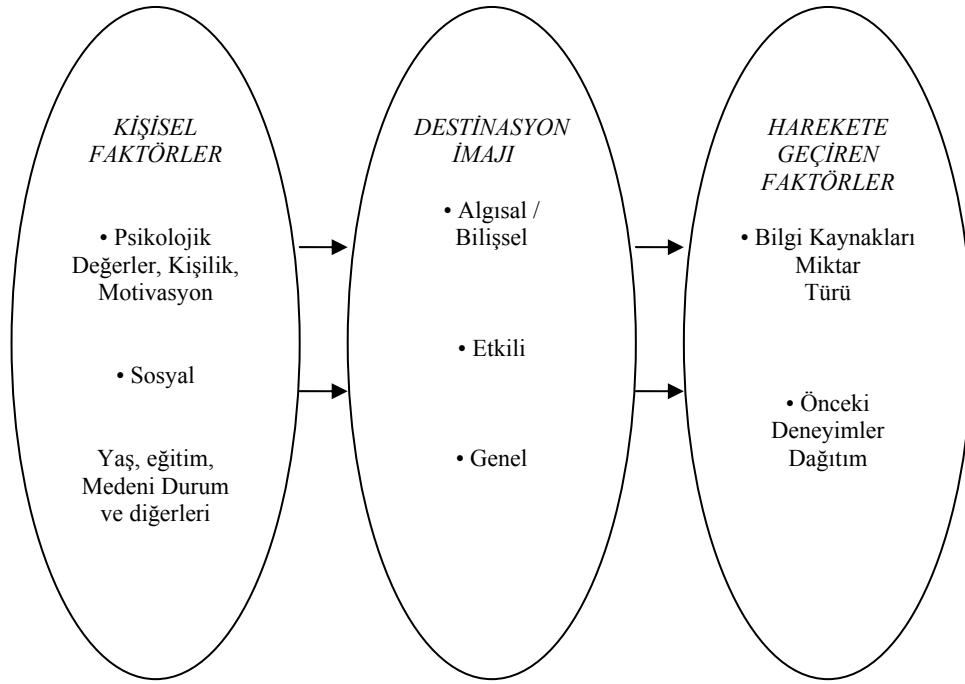 KİŞİSEL
FAKTÖRLER
• Psikolojik
Değerler, Kişilik,
Motivasyon
• Sosyal
Yaş, eğitim,
Medeni Durum
ve diğerleri
DESTİNASYON
İMAJI
• Algısal /
Bilişsel
• Etkili
• Genel
HAREKETE
GEÇİREN
FAKTÖRLER
• Bilgi Kaynakları
Miktar
Türü
• Önceki
Deneyimler
Dağıtım